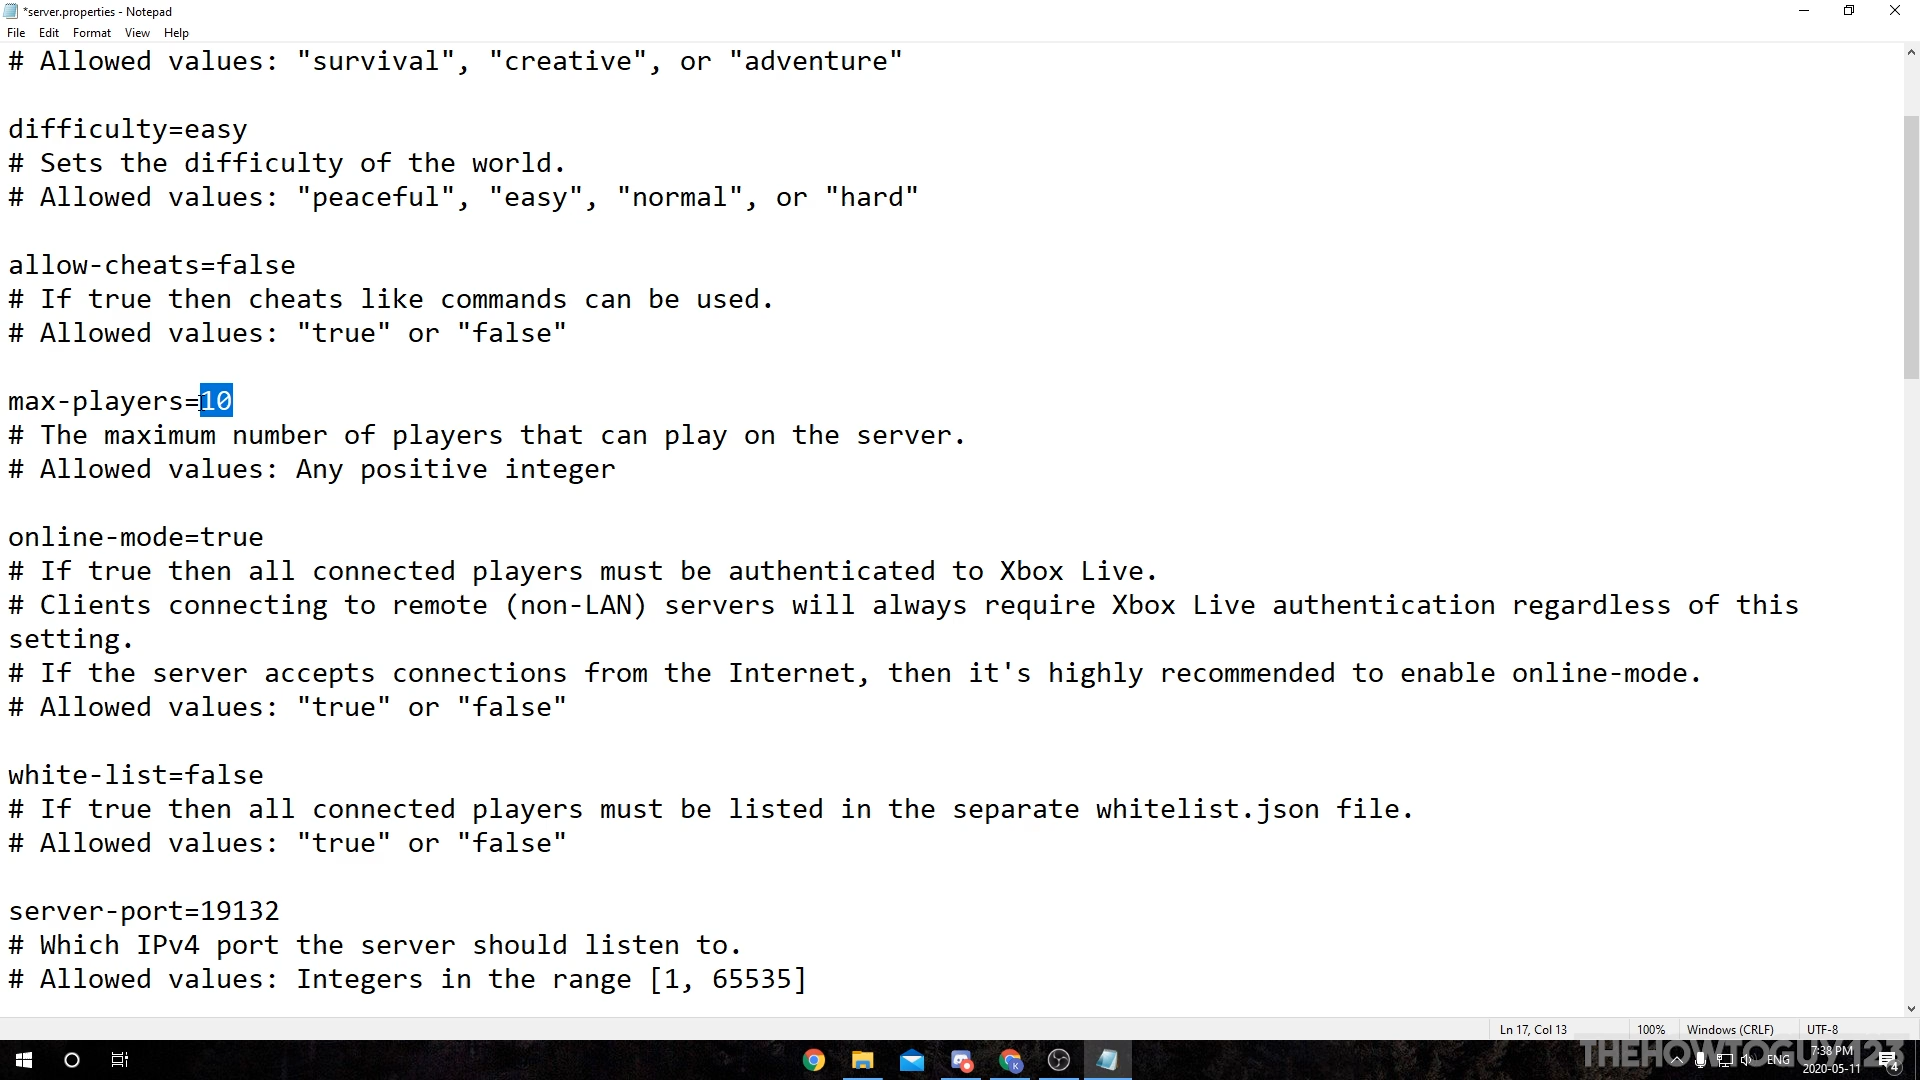 *server.properties - Notepad
File Edit Format View Help
# Allowed values: "survival", "creative", or "adventure"
difficulty=easy
# Sets the difficulty of the world.
# Allowed values: "peaceful", "easy", "normal", or "hard"
allow-cheats=false
# If true then cheats like commands can be used.
# Allowed values: "true" or "false"
max-players=10
# The maximum number of players that can play on the server.
# Allowed values: Any positive integer
online-mode=true
# If true then all connected players must be authenticated to Xbox Live.
# Clients connecting to remote (non-LAN) servers will always require Xbox Live authentication regardless of this
setting.
# If the server accepts connections from the Internet, then it's highly recommended to enable online-mode.
# Allowed values: "true" or "false"
white-list=false
# If true then all connected players must be listed in the separate whitelist.json file.
# Allowed values: "true" or "false"
server-port=19132
# Which IPv4 port the server should listen to.
# Allowed values: Integers in the range [1, 65535]
Ln 17, Col 13 100% Windows (CRLF) UTF-8
THEHOWTOGUY123
ENG
7:38 PM
2020-05-11
4
K